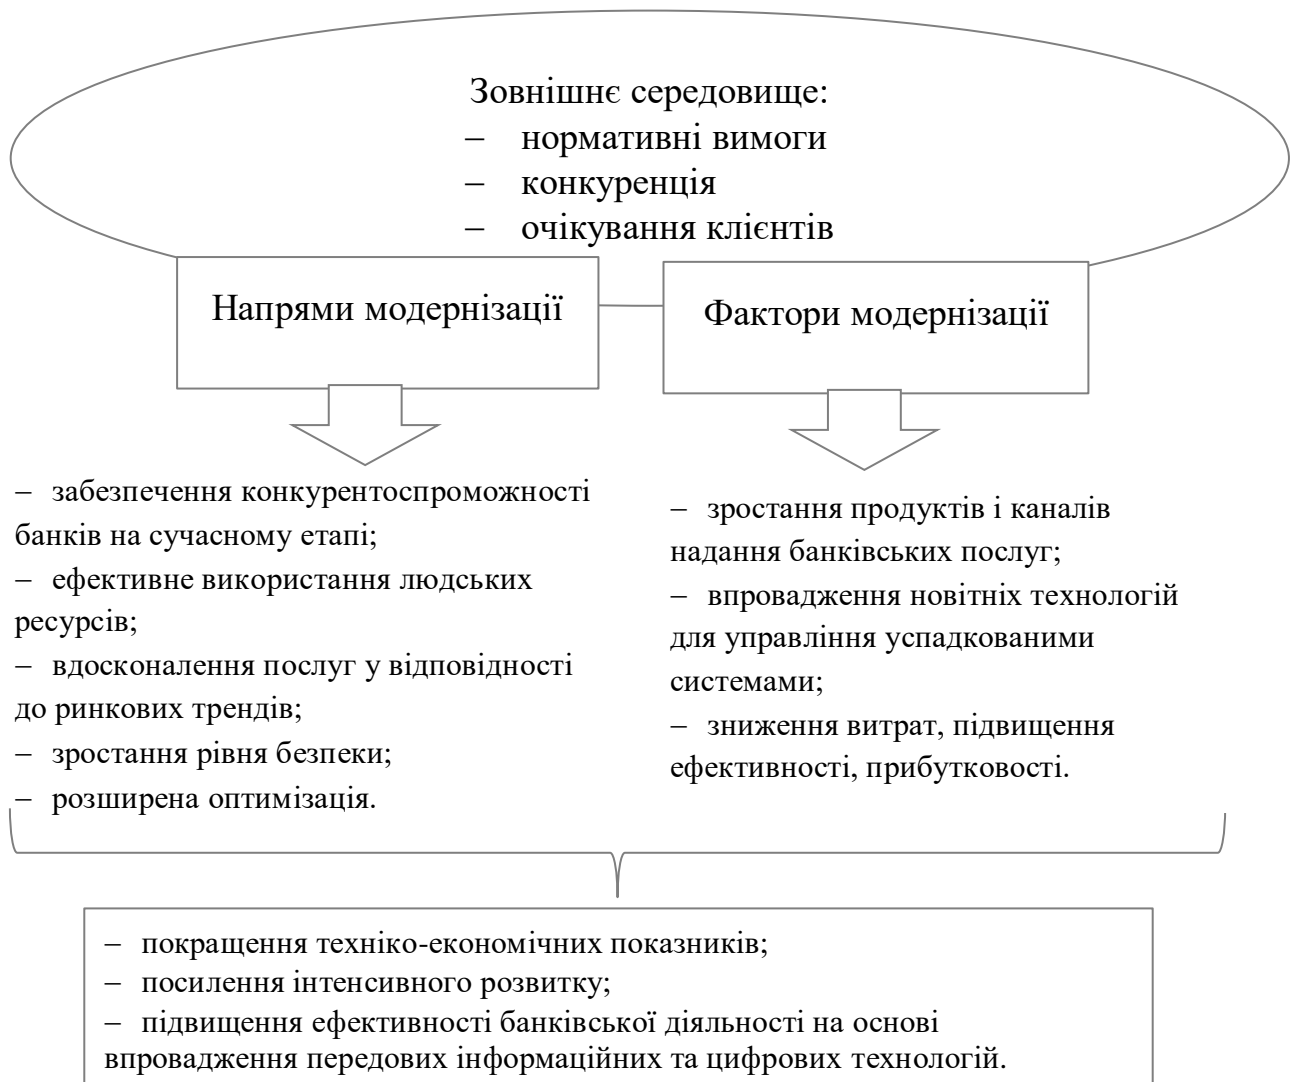 Зовнішнє середовище:
– нормативні вимоги
– конкуренція
– очікування клієнтів
Напрями модернізації
Фактори модернізації
– забезпечення конкурентоспроможності
банків на сучасному етапі;
– ефективне використання людських
ресурсів;
– вдосконалення послуг у відповідності
до ринкових трендів;
– зростання рівня безпеки;
– розширена оптимізація.
– зростання продуктів і каналів
надання банківських послуг;
– впровадження новітніх технологій
для управління успадкованими
системами;
– зниження витрат, підвищення
ефективності, прибутковості.
– покращення техніко-економічних показників;
– посилення інтенсивного розвитку;
– підвищення ефективності банківської діяльності на основі
впровадження передових інформаційних та цифрових технологій.